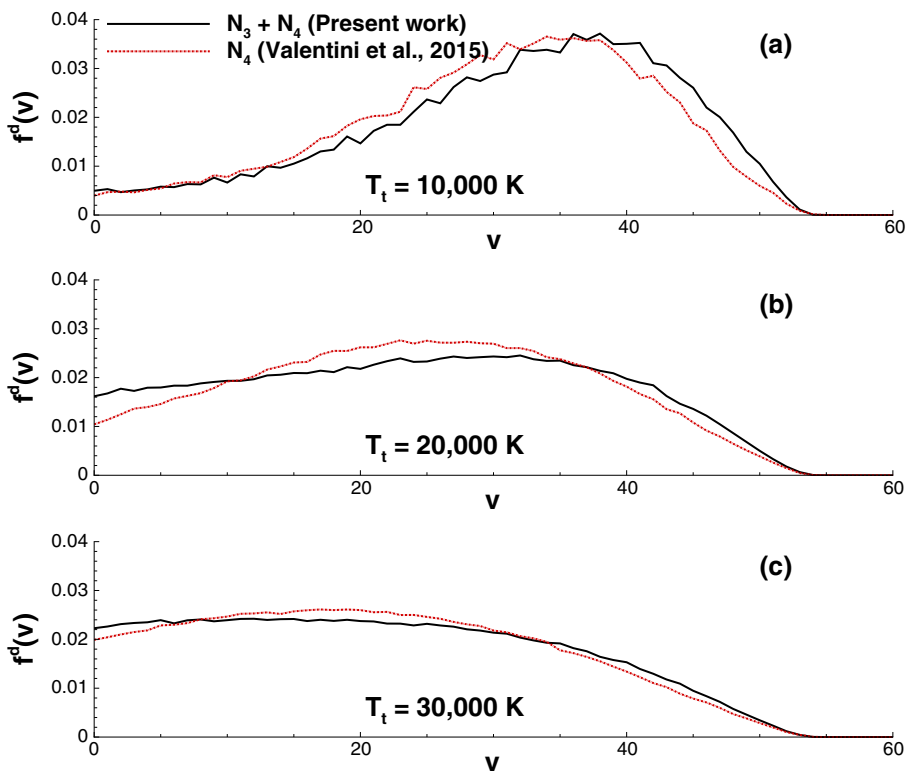 N₃ + N₄ (Present work)
N₄ (Valentini et al., 2015)
(a)
0.04
0.03
0.02
0.01
0
fᵈ(v)
Tₜ = 10,000 K
0 20 40 60
v
(b)
0.04
0.03
0.02
0.01
0
fᵈ(v)
Tₜ = 20,000 K
0 20 40 60
v
(c)
0.04
0.03
0.02
0.01
0
fᵈ(v)
Tₜ = 30,000 K
0 20 40 60
v